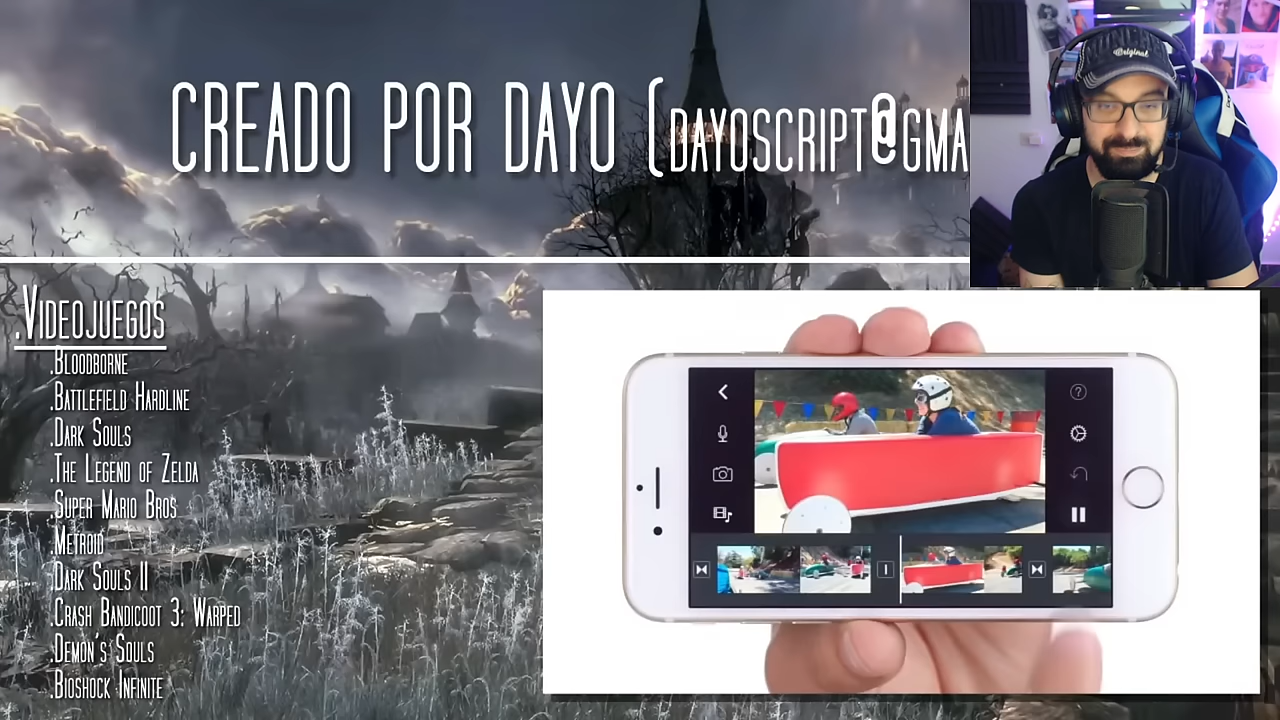 CREADO POR DAYO (DAYOSCRIPT@GMA
Original
.VIDEOJUEGOS
.BLOODBORNE
.BATTLEFIELD HARDLINE
.DARK SOULS
.THE LEGEND OF ZELDA
.SUPER MARIO BROS
.METROID
.DARK SOULS II
.CRASH BANDICOOT 3: WARPED
.DEMON'S SOULS
.BIOSHOCK INFINITE